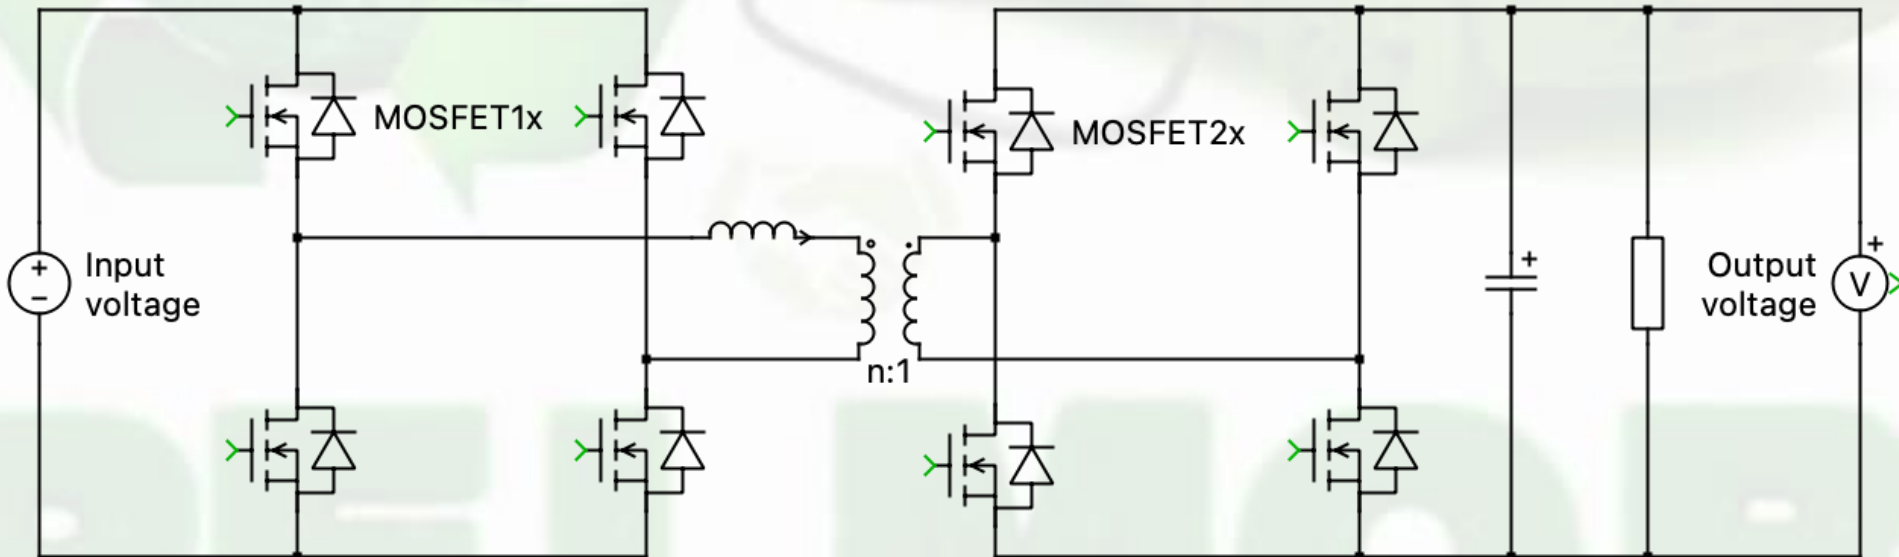 MOSFET1x
MOSFET2x
Input
voltage
+
−
n:1
+
Output
voltage
+
V